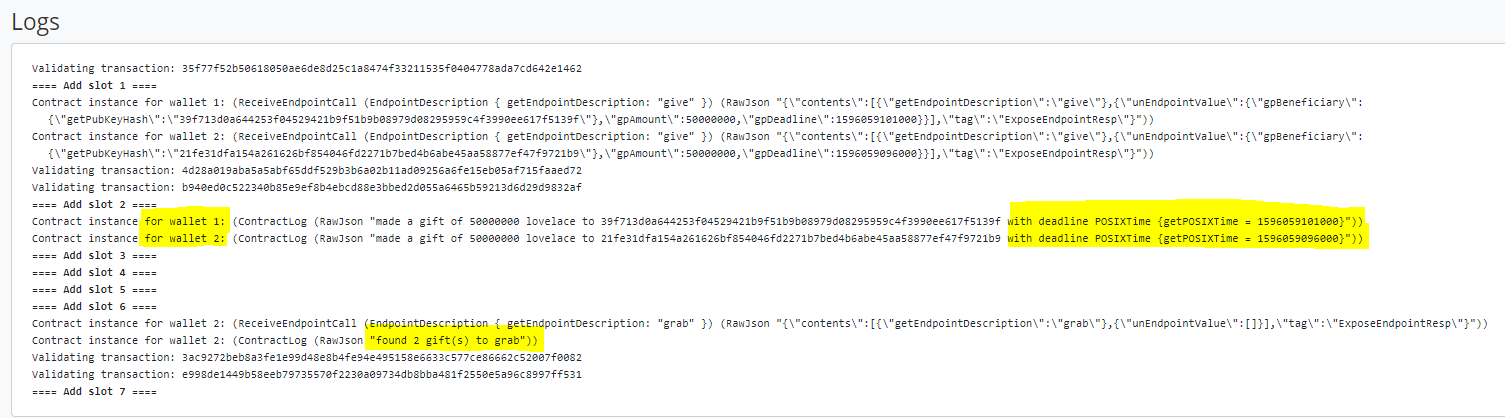 Logs
Validating transaction: 35f77f52b50618050ae6de8d25c1a8474f33211535f0404778ada7cd642e1462
==== Add slot 1 ====
Contract instance for wallet 1: (ReceiveEndpointCall (EndpointDescription { getEndpointDescription: "give" }) (RawJson "{\"contents\":[{\"getEndpointDescription\":\"give\"},{\"unEndpointValue\":{\"gpBeneficiary\":
{\"getPubKeyHash\":\"39f713d0a644253f04529421b9f51b9b08979d08295959c4f3990ee617f5139f\"},\"gpAmount\":50000000,\"gpDeadline\":1596059101000}}],\"tag\":\"ExposeEndpointResp\"}"))
Contract instance for wallet 2: (ReceiveEndpointCall (EndpointDescription { getEndpointDescription: "give" }) (RawJson "{\"contents\":[{\"getEndpointDescription\":\"give\"},{\"unEndpointValue\":{\"gpBeneficiary\":
{\"getPubKeyHash\":\"21fe31dfa154a261626bf854046fd2271b7bed4b6abe45aa58877ef47f9721b9\"},\"gpAmount\":50000000,\"gpDeadline\":1596059096000}}],\"tag\":\"ExposeEndpointResp\"}"))
Validating transaction: 4d28a019aba5a5abf65ddf529b3b6a02b11ad09256a6fe15eb05af715faaed72
Validating transaction: b940ed0c522340b85e9ef8b4ebcd88e3bbed2d055a6465b59213d6d29d9832af
==== Add slot 2 ====
Contract instance for wallet 1: (ContractLog (RawJson "made a gift of 50000000 lovelace to 39f713d0a644253f04529421b9f51b9b08979d08295959c4f3990ee617f5139f with deadline POSIXTime {getPOSIXTime = 1596059101000}"))
Contract instance for wallet 2: (ContractLog (RawJson "made a gift of 50000000 lovelace to 21fe31dfa154a261626bf854046fd2271b7bed4b6abe45aa58877ef47f9721b9 with deadline POSIXTime {getPOSIXTime = 1596059096000}"))
==== Add slot 3 ====
==== Add slot 4 ====
==== Add slot 5 ====
==== Add slot 6 ====
Contract instance for wallet 2: (ReceiveEndpointCall (EndpointDescription { getEndpointDescription: "grab" }) (RawJson "{\"contents\":[{\"getEndpointDescription\":\"grab\"},{\"unEndpointValue\":[]}],\"tag\":\"ExposeEndpointResp\"}"))
Contract instance for wallet 2: (ContractLog (RawJson "found 2 gift(s) to grab"))
Validating transaction: 3ac9272beb8a3fe1e99d48e8b4fe94e495158e6633c577ce86662c52007f0082
Validating transaction: e998de1449b58eeb79735570f2230a09734db8bba481f2550e5a96c8997ff531
==== Add slot 7 ====